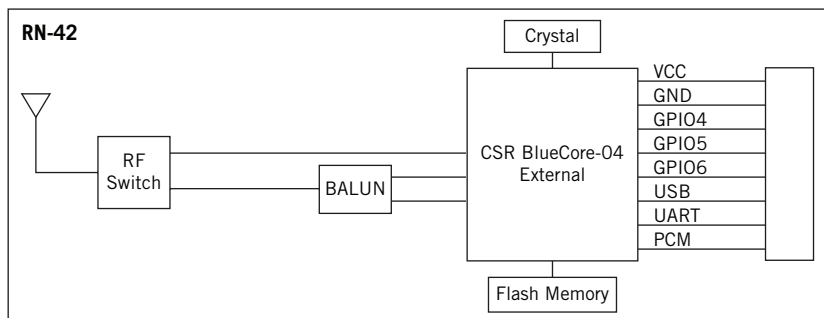 RN-42
Crystal
RF
Switch
BALUN
CSR BlueCore-04
External
VCC
GND
GPIO4
GPIO5
GPIO6
USB
UART
PCM
Flash Memory